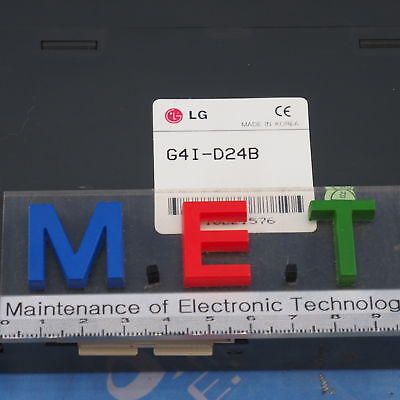 LG
CE
MADE IN KOREA
G4I-D24B
M.E.T
Maintenance of Electronic Technolog
0 1 2 3 4 5 6 7 8 9